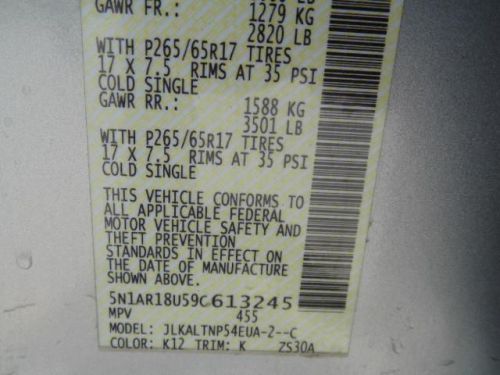 GAWR FR.:
1279 KG
2820 LB
WITH P265/65R17 TIRES
17 X 7.5 RIMS AT 35 PSI
COLD SINGLE
GAWR RR.:
1588 KG
3501 LB
WITH P265/65R17 TIRES
17 X 7.5 RIMS AT 35 PSI
COLD SINGLE
THIS VEHICLE CONFORMS TO
ALL APPLICABLE FEDERAL
MOTOR VEHICLE SAFETY AND
THEFT PREVENTION
STANDARDS IN EFFECT ON
THE DATE OF MANUFACTURE
SHOWN ABOVE.
5N1AR18U59C613245
MPV 455
MODEL: JLKALTNP54EUA-2--C
COLOR: K12 TRIM: K ZS30A